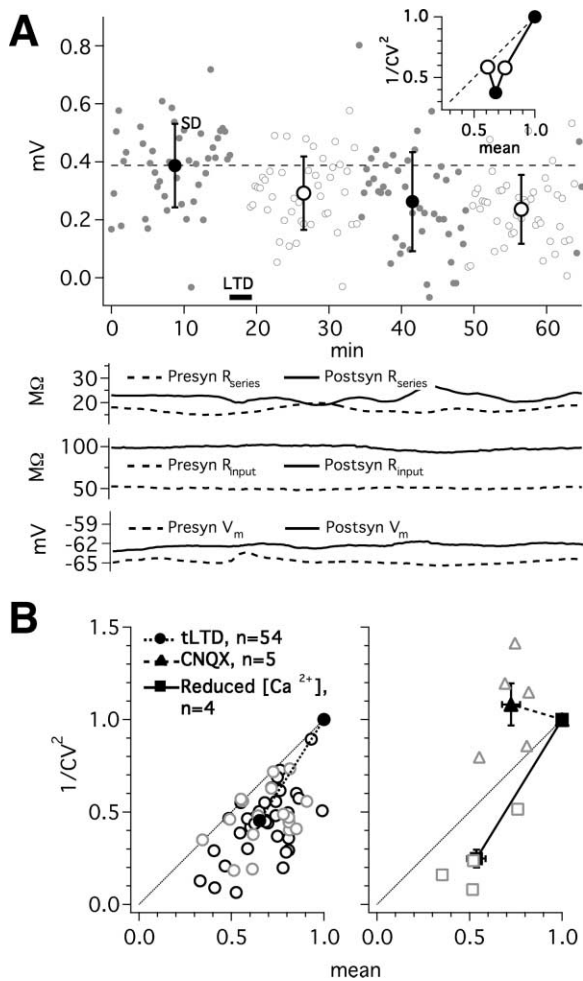 A
0.8
0.6
0.4
0.2
0.0
mV
SD
LTD
0 10 20 30 40 50 60
min
1/CV²
1.0
0.5
0.5 1.0
mean
MΩ
30
20
Presyn R_series Postsyn R_series
MΩ
100
50
Presyn R_input Postsyn R_input
mV
-59
-62
-65
Presyn V_m Postsyn V_m
B
1/CV²
1.5
1.0
0.5
0.0
tLTD, n=54
CNQX, n=5
Reduced [Ca ²⁺],
n=4
0.0 0.5 1.0 0.0 0.5 1.0
mean